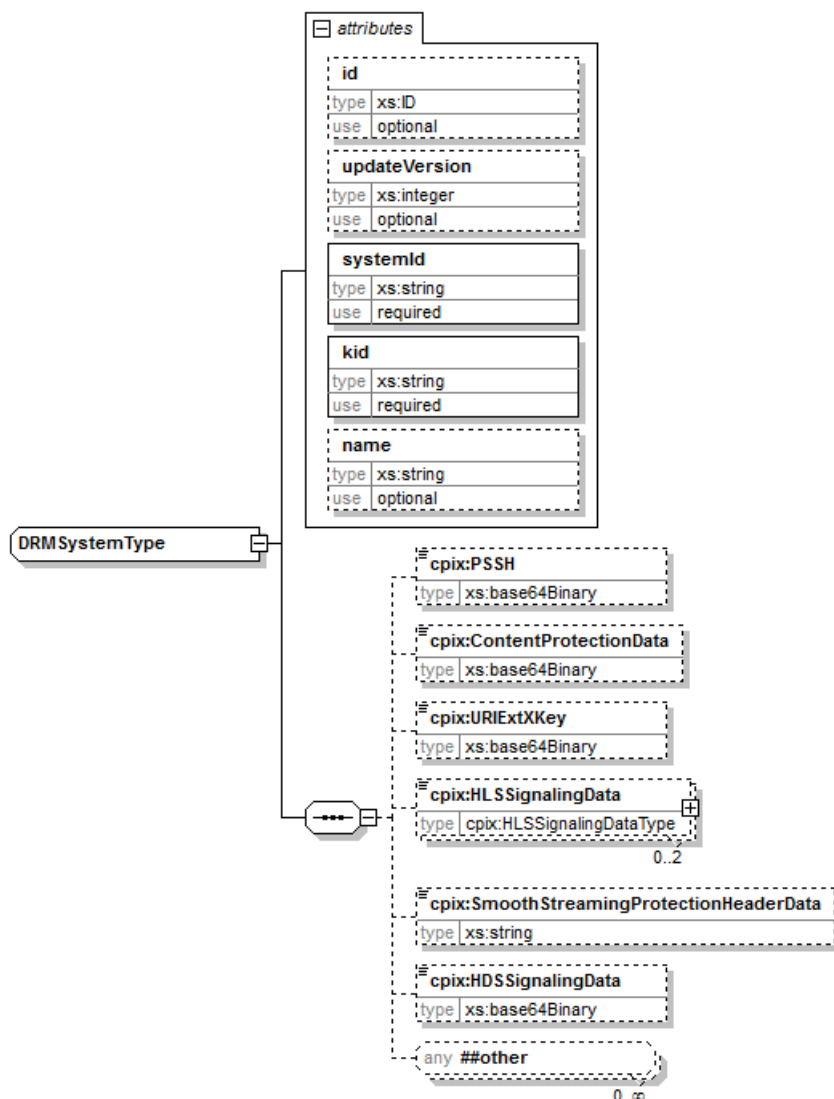 attributes
id
type xs:ID
use optional
updateVersion
type xs:integer
use optional
systemId
type xs:string
use required
kid
type xs:string
use required
name
type xs:string
use optional
DRMSystemType
cpix:PSSH
type xs:base64Binary
cpix:ContentProtectionData
type xs:base64Binary
cpix:URIExtXKey
type xs:base64Binary
cpix:HLSSignalingData
type cpix:HLSSignalingDataType
0..2
cpix:SmoothStreamingProtectionHeaderData
type xs:string
cpix:HDSSignalingData
type xs:base64Binary
any ##other
0..∞